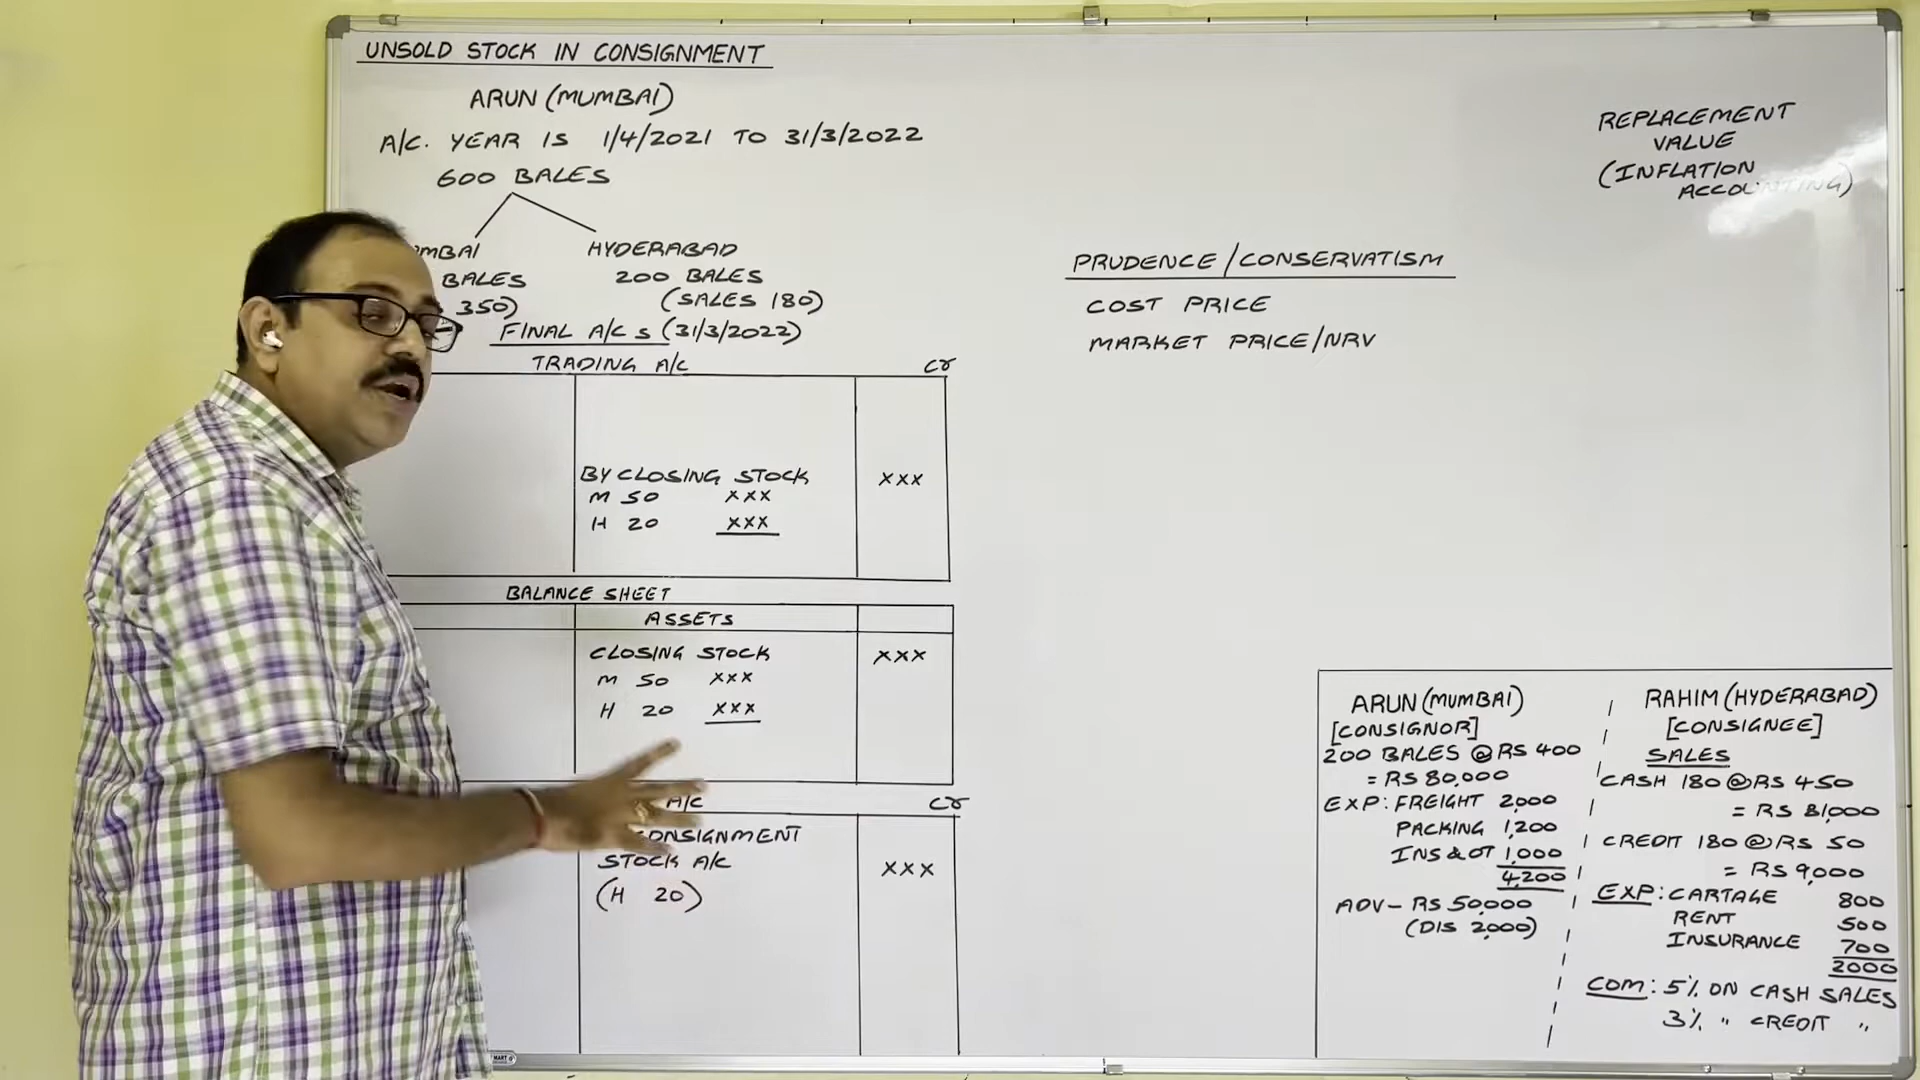 UNSOLD STOCK IN CONSIGNMENT
ARUN (MUMBAI)
A/C. YEAR IS 1/4/2021 TO 31/3/2022
600 BALES
MBAI HYDERABAD
BALES 200 BALES
350) (SALES 180)
FINAL A/C s (31/3/2022)
TRADING A/C Cr
BY CLOSING STOCK XXX
M 50 XXX
H 20 XXX
BALANCE SHEET
ASSETS
CLOSING STOCK XXX
M 50 XXX
H 20 XXX
A/C Cr
CONSIGNMENT
STOCK A/C XXX
(H 20)
REPLACEMENT
VALUE
(INFLATION
ACCOUNTING)
PRUDENCE/CONSERVATISM
COST PRICE
MARKET PRICE/NRV
ARUN (MUMBAI)
[CONSIGNOR]
200 BALES @ RS 400
= RS 80,000
EXP: FREIGHT 2,000
PACKING 1,200
INS & OT 1,000
4,200
ADV - RS 50,000
(DIS 2,000)
RAHIM (HYDERABAD)
[CONSIGNEE]
SALES
CASH 180 @ RS 450
= RS 81,000
CREDIT 180 @ RS 50
= RS 9,000
EXP: CARTAGE 800
RENT 500
INSURANCE 700
2000
COM: 5% ON CASH SALES
3% " CREDIT "